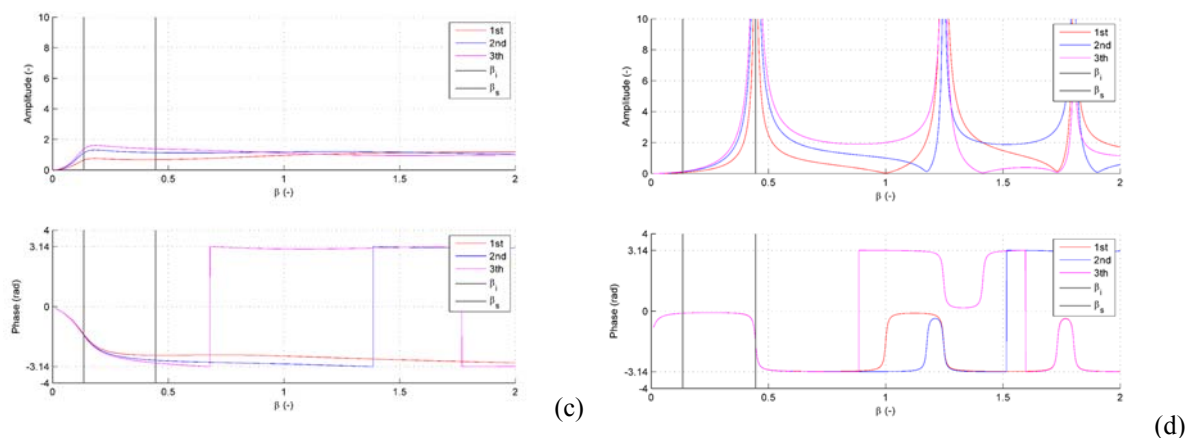 10
8
6
4
2
0
Amplitude (-)
0 0.5 1 1.5 2
β (-)
1st
2nd
3th
βi
βs
4
3.14
0
-3.14
-4
Phase (rad)
0 0.5 1 1.5 2
β (-)
1st
2nd
3th
βi
βs
(c)
10
8
6
4
2
0
Amplitude (-)
0 0.5 1 1.5 2
β (-)
1st
2nd
3th
βi
βs
4
3.14
0
-3.14
-4
Phase (rad)
0 0.5 1 1.5 2
β (-)
1st
2nd
3th
βi
βs
(d)